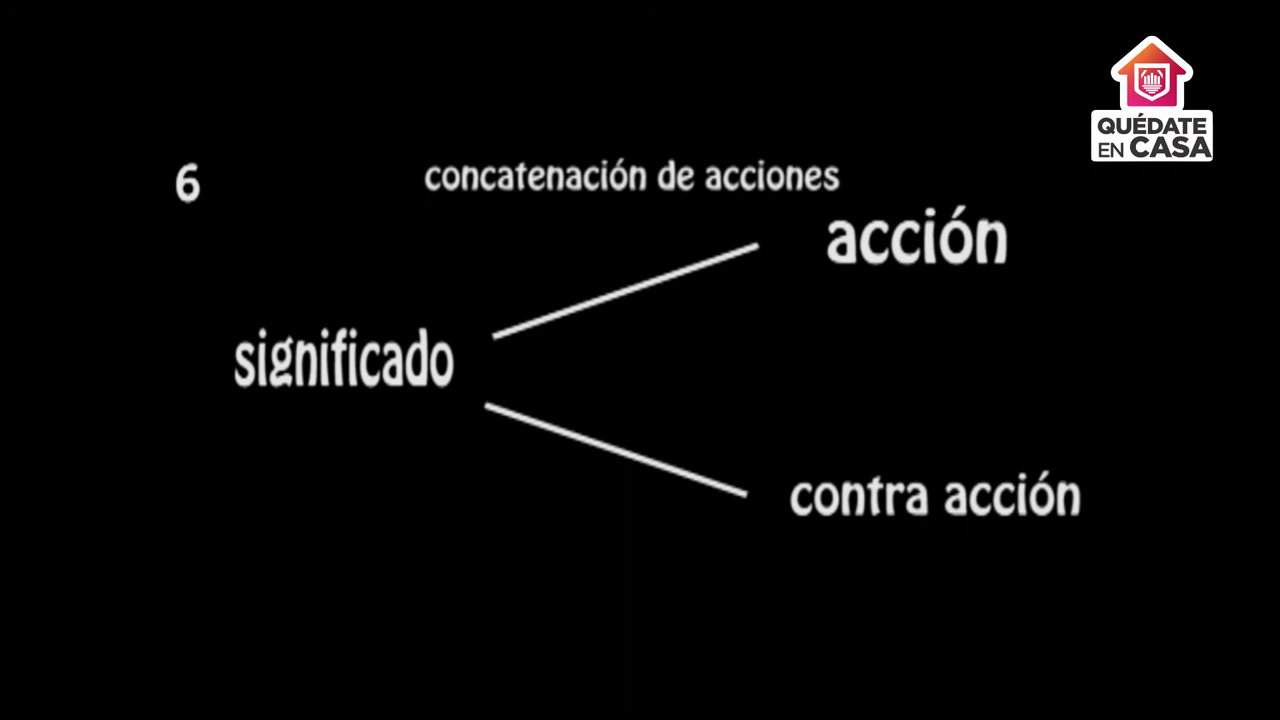 QUÉDATE
EN CASA
6
concatenación de acciones
acción
significado
contra acción